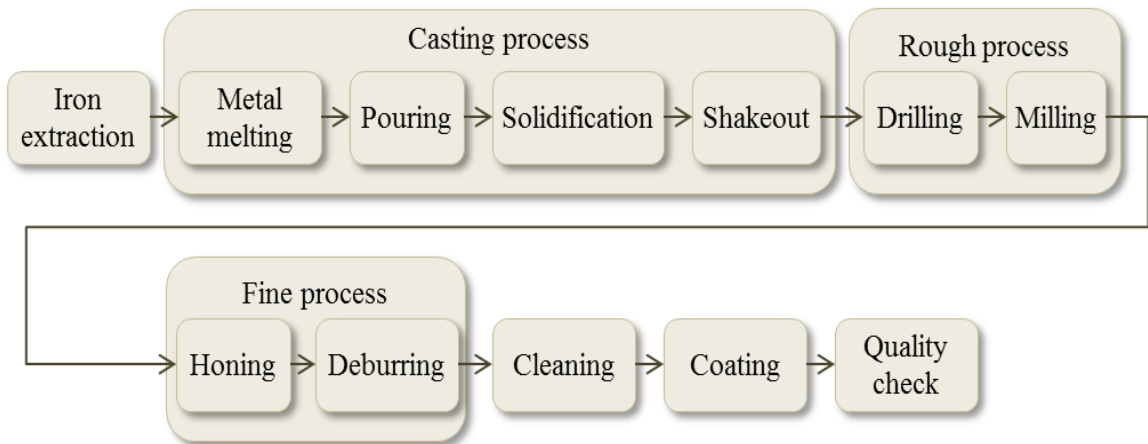 Casting process
Rough process
Iron
extraction
Metal
melting
Pouring
Solidification
Shakeout
Drilling
Milling
Fine process
Honing
Deburring
Cleaning
Coating
Quality
check